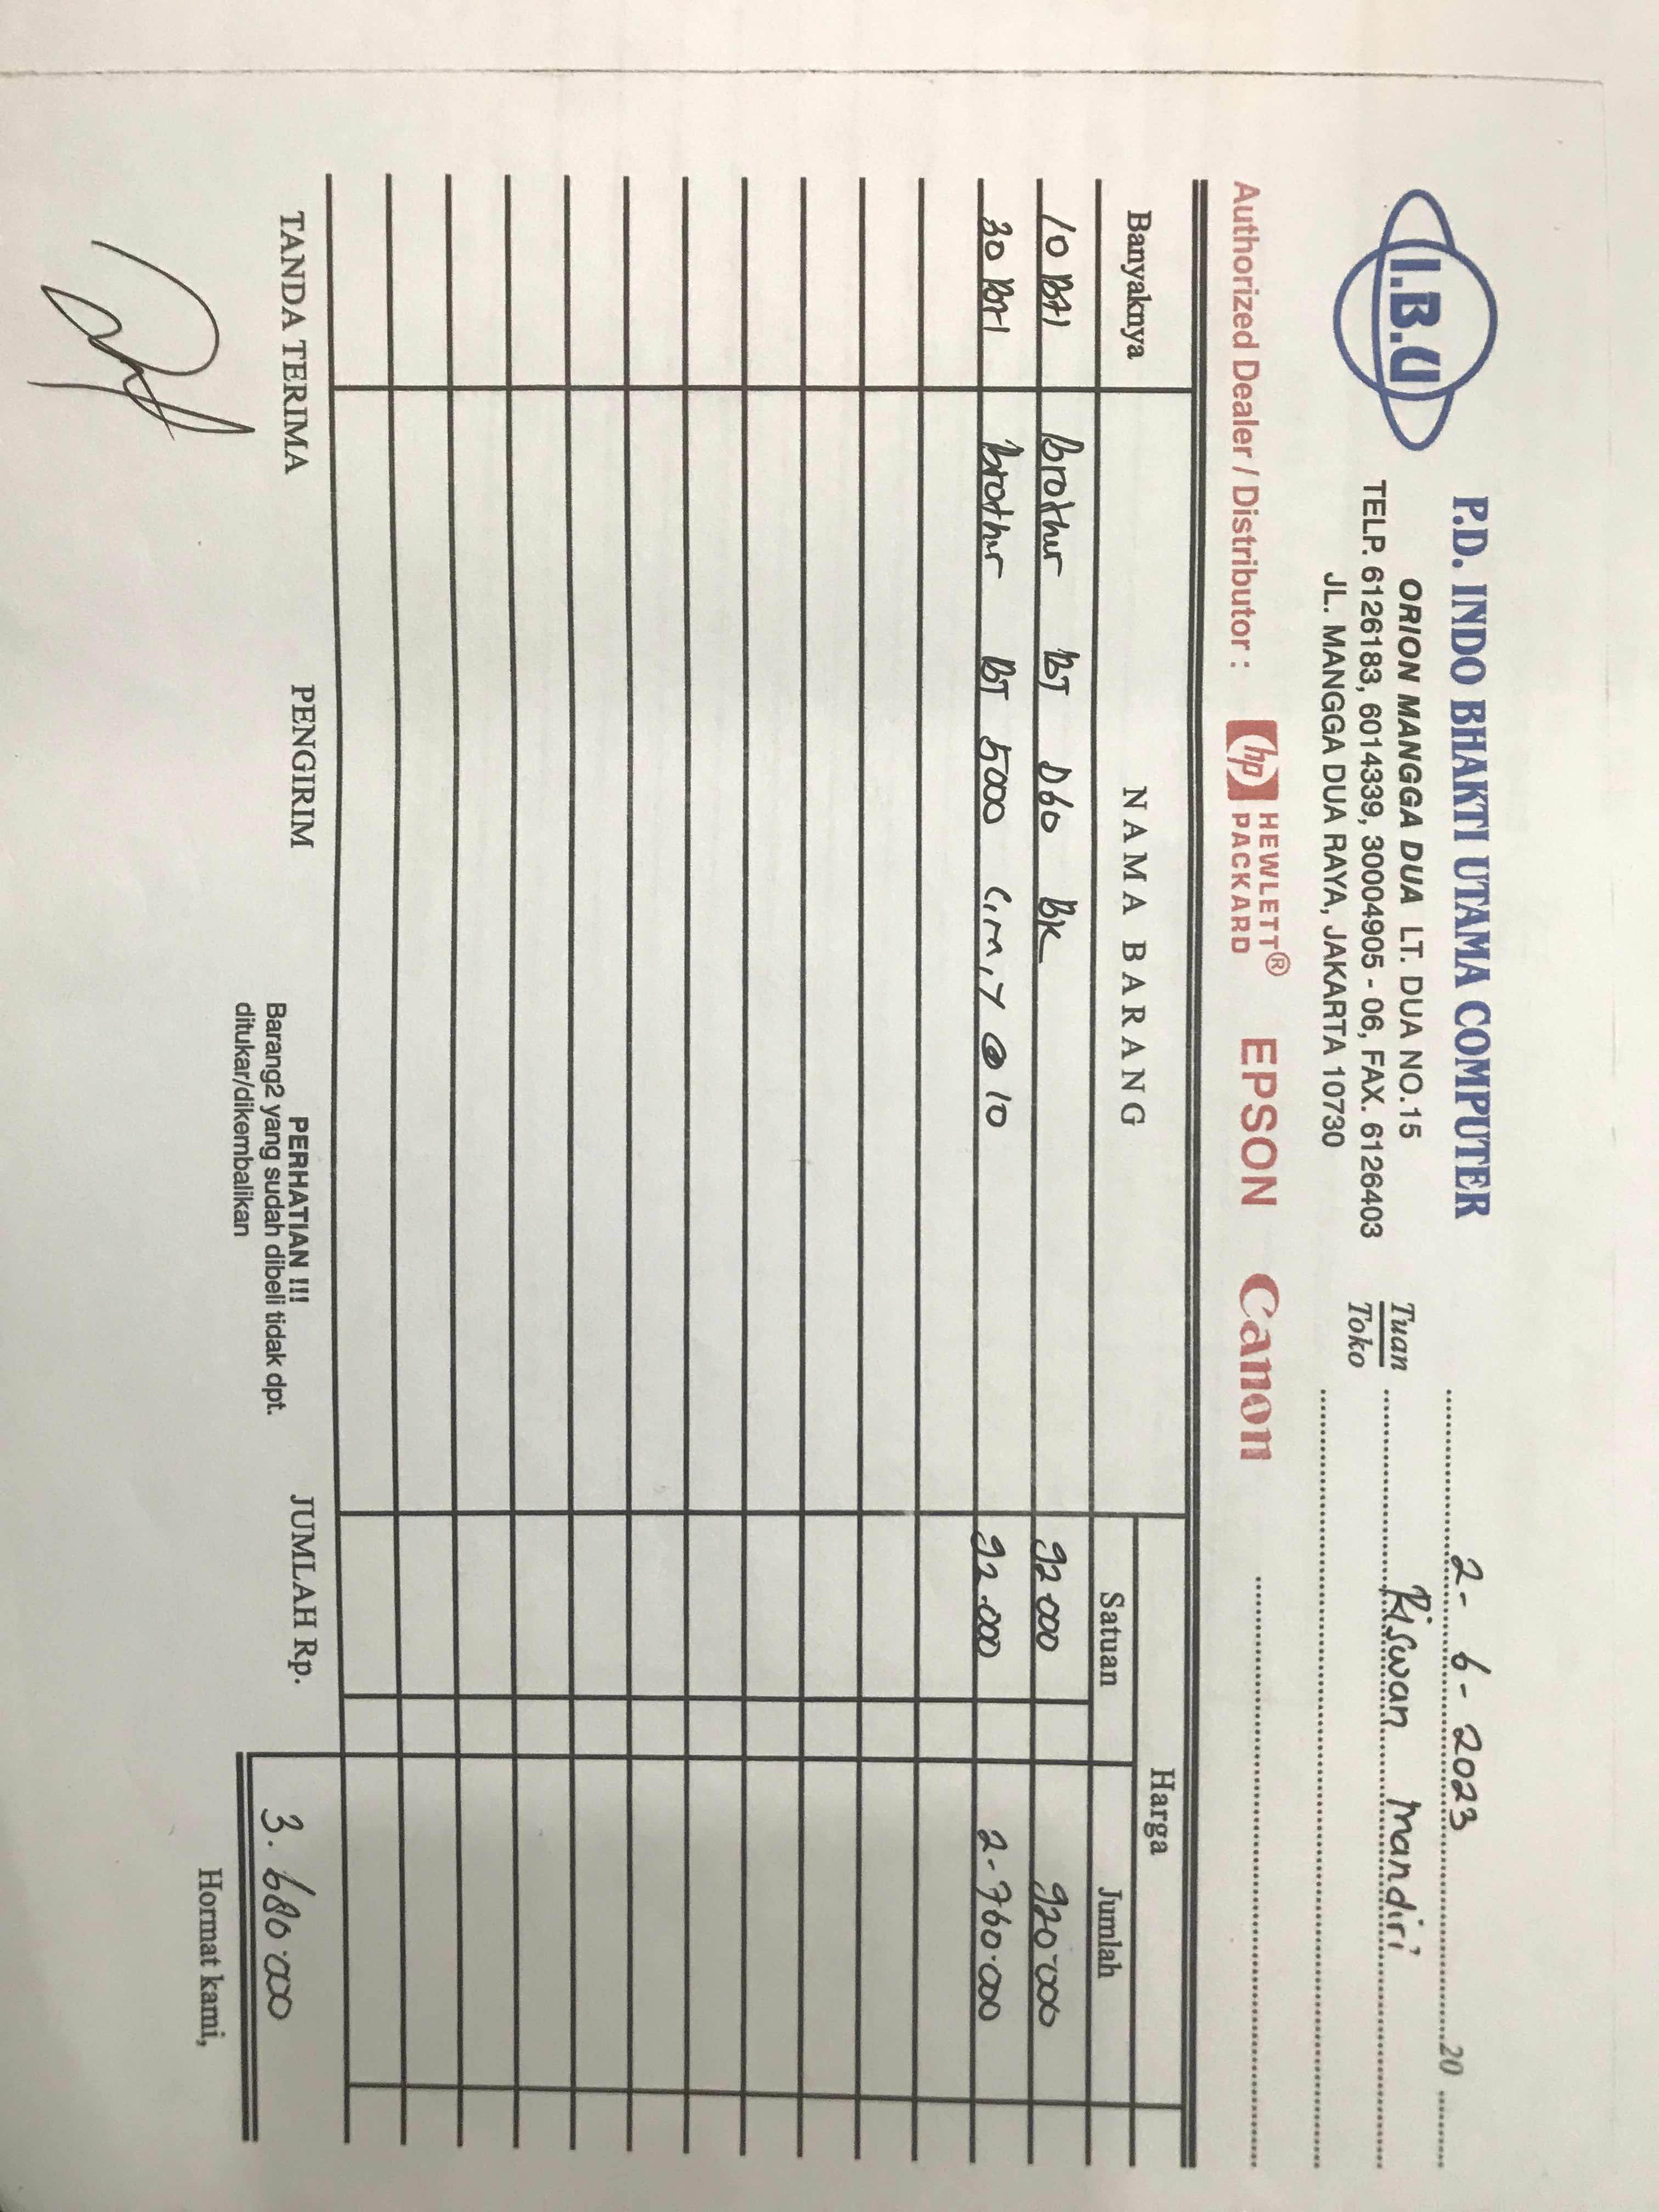 I.B.U
P.D. INDO BHAKTI UTAMA COMPUTER
ORION MANGGA DUA LT. DUA NO.15
TELP. 6126183, 6014339, 30004905 - 06, FAX. 6126403
JL. MANGGA DUA RAYA, JAKARTA 10730
2-6-2023 20
Tuan
Toko
Riswan Mandiri
Authorized Dealer / Distributor : hp HEWLETT® PACKARD EPSON Canon
Banyaknya NAMA BARANG Harga
Satuan Jumlah
10 Btl Brother BT D60 BK 92.000 920.000
30 Btl Brother BT 5000 C,M,Y @ 10 92.000 2.760.000
TANDA TERIMA PENGIRIM PERHATIAN !!! JUMLAH Rp. 3.680.000
Barang2 yang sudah dibeli tidak dpt.
ditukar/dikembalikan
Hormat kami,